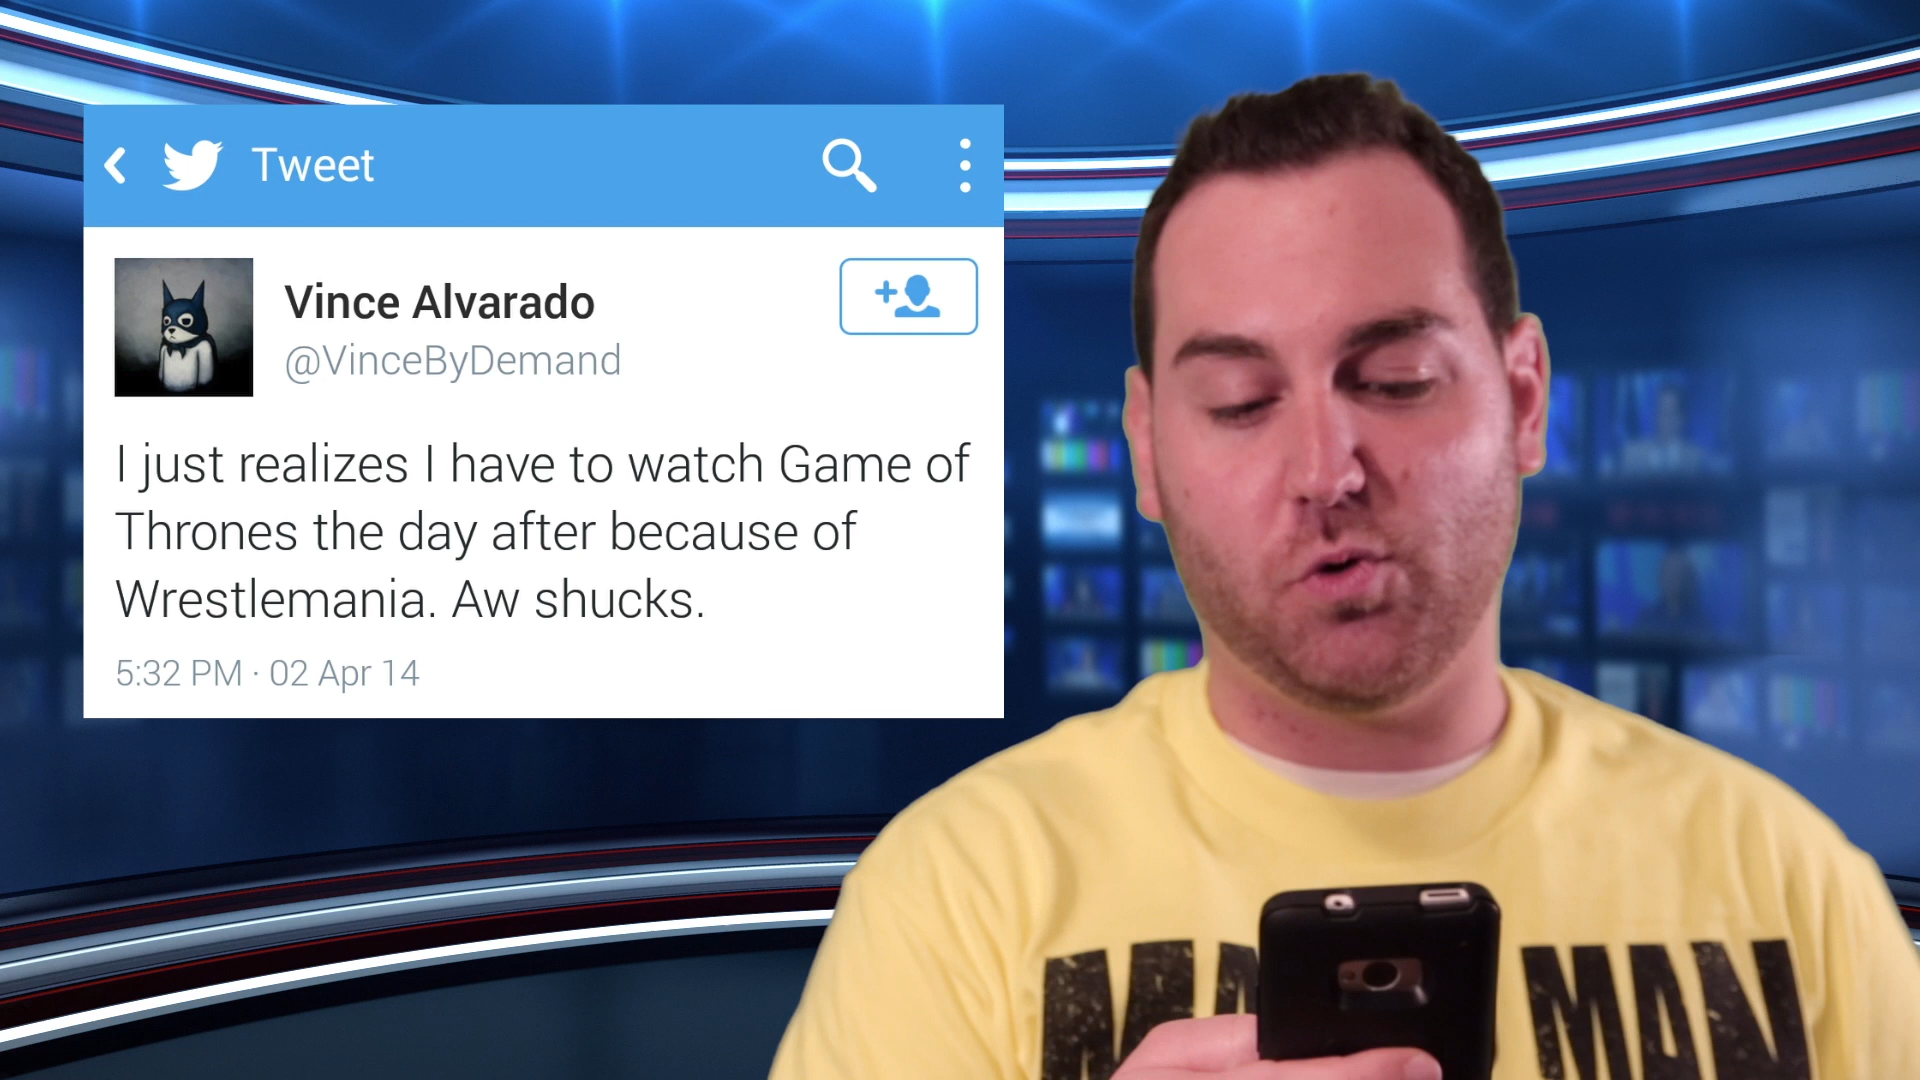 Tweet
Vince Alvarado
@VinceByDemand
I just realizes I have to watch Game of
Thrones the day after because of
Wrestlemania. Aw shucks.
5:32 PM · 02 Apr 14
MAN